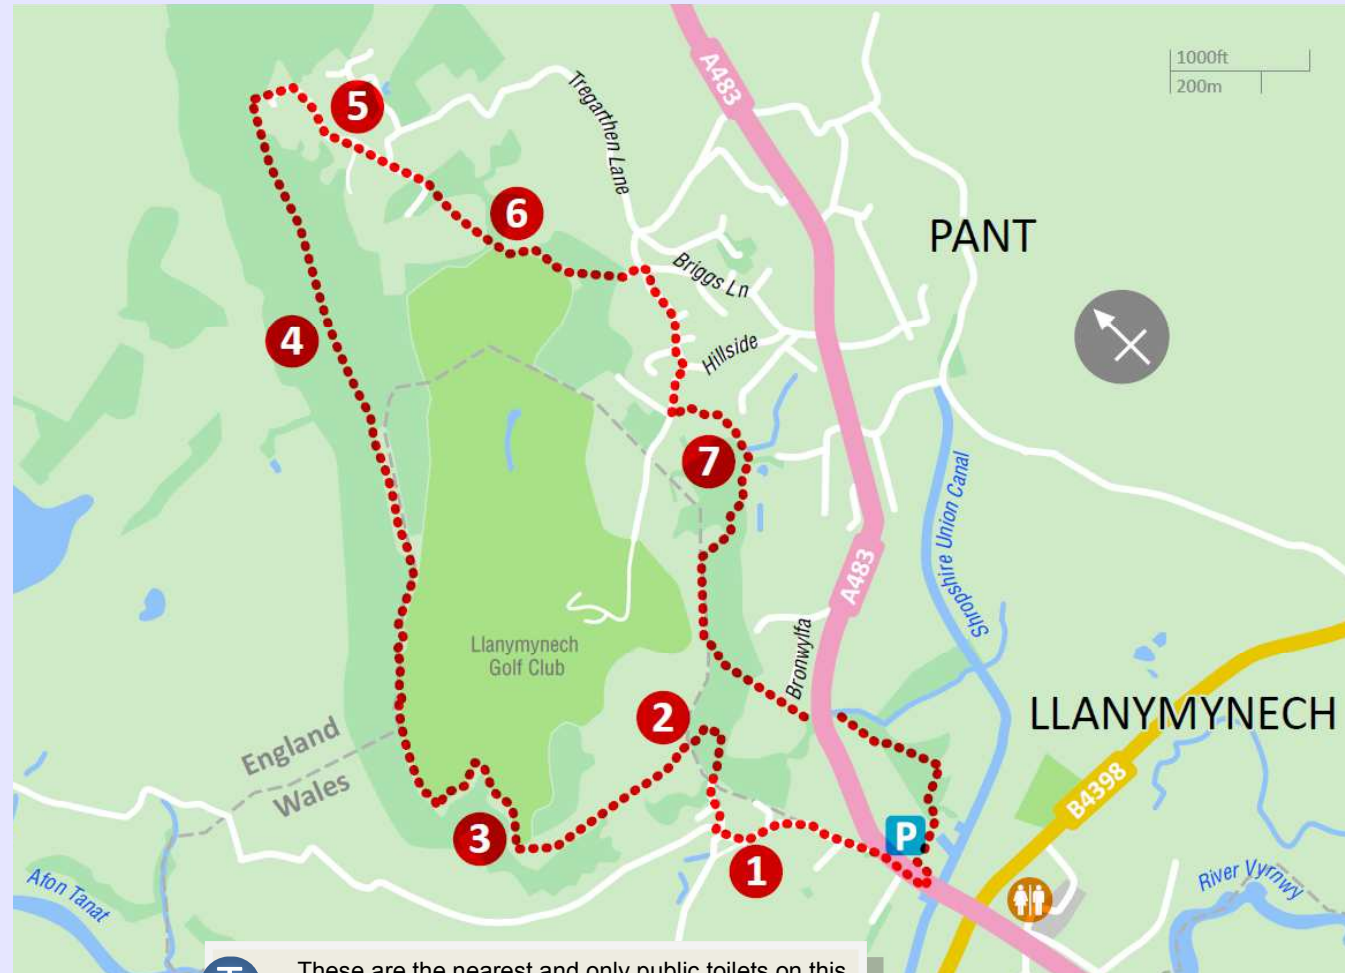 A483
1000ft
200m
5
Tregarthen Lane
6
PANT
Briggs Ln
4
Hillside
7
Shropshire Union Canal
A483
Llanymynech
Golf Club
Bronwylfa
2
LLANYMYNECH
England
Wales
B4398
3
P
1
River Vyrnwy
Afon Tanat
These are the nearest and only public toilets on this